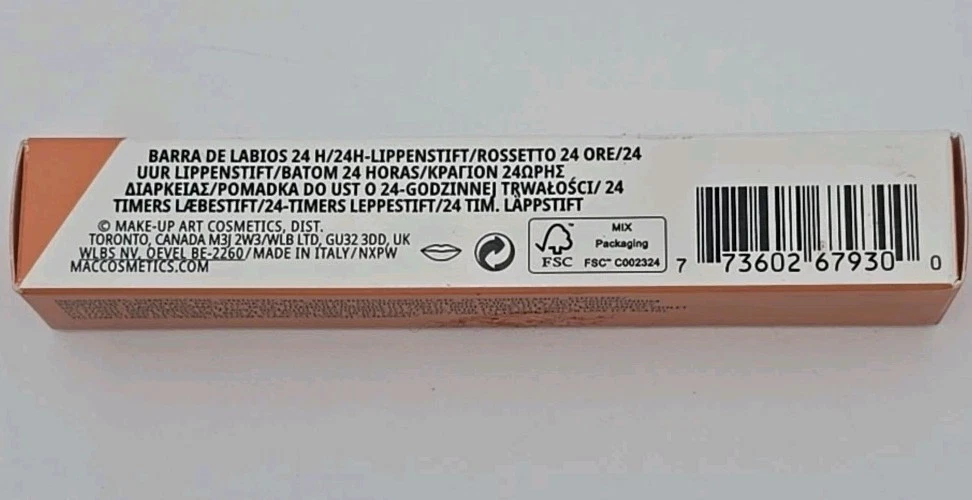 BARRA DE LABIOS 24 H/24H-LIPPENSTIFT/ROSSETTO 24 ORE/24
UUR LIPPENSTIFT/BATOM 24 HORAS/ΚΡΑΓΙΟΝ 24ΩΡΗΣ
ΔΙΑΡΚΕΙΑΣ/POMADKA DO UST O 24-GODZINNEJ TRWAŁOŚCI/ 24
TIMERS LÆBESTIFT/24-TIMERS LEPPESTIFT/24 TIM. LÄPPSTIFT
© MAKE-UP ART COSMETICS, DIST.
TORONTO, CANADA M3J 2W3/WLB LTD, GU32 3DD, UK
WLBS NV, OEVEL BE-2260/MADE IN ITALY/NXPW
MACCOSMETICS.COM
FSC
MIX
Packaging
FSC™ C002324
7 73602 67930 0